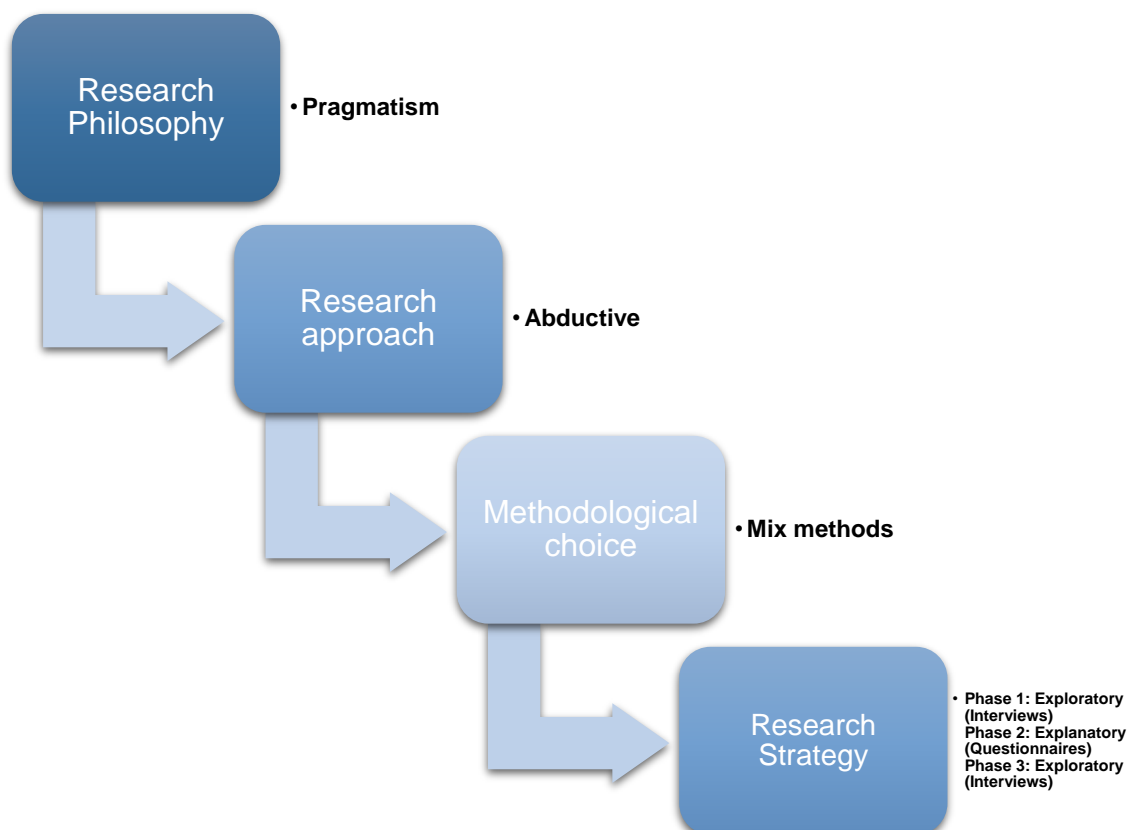 Research
Philosophy
• Pragmatism
Research
approach
• Abductive
Methodological
choice
• Mix methods
Research
Strategy
• Phase 1: Exploratory
(Interviews)
Phase 2: Explanatory
(Questionnaires)
Phase 3: Exploratory
(Interviews)